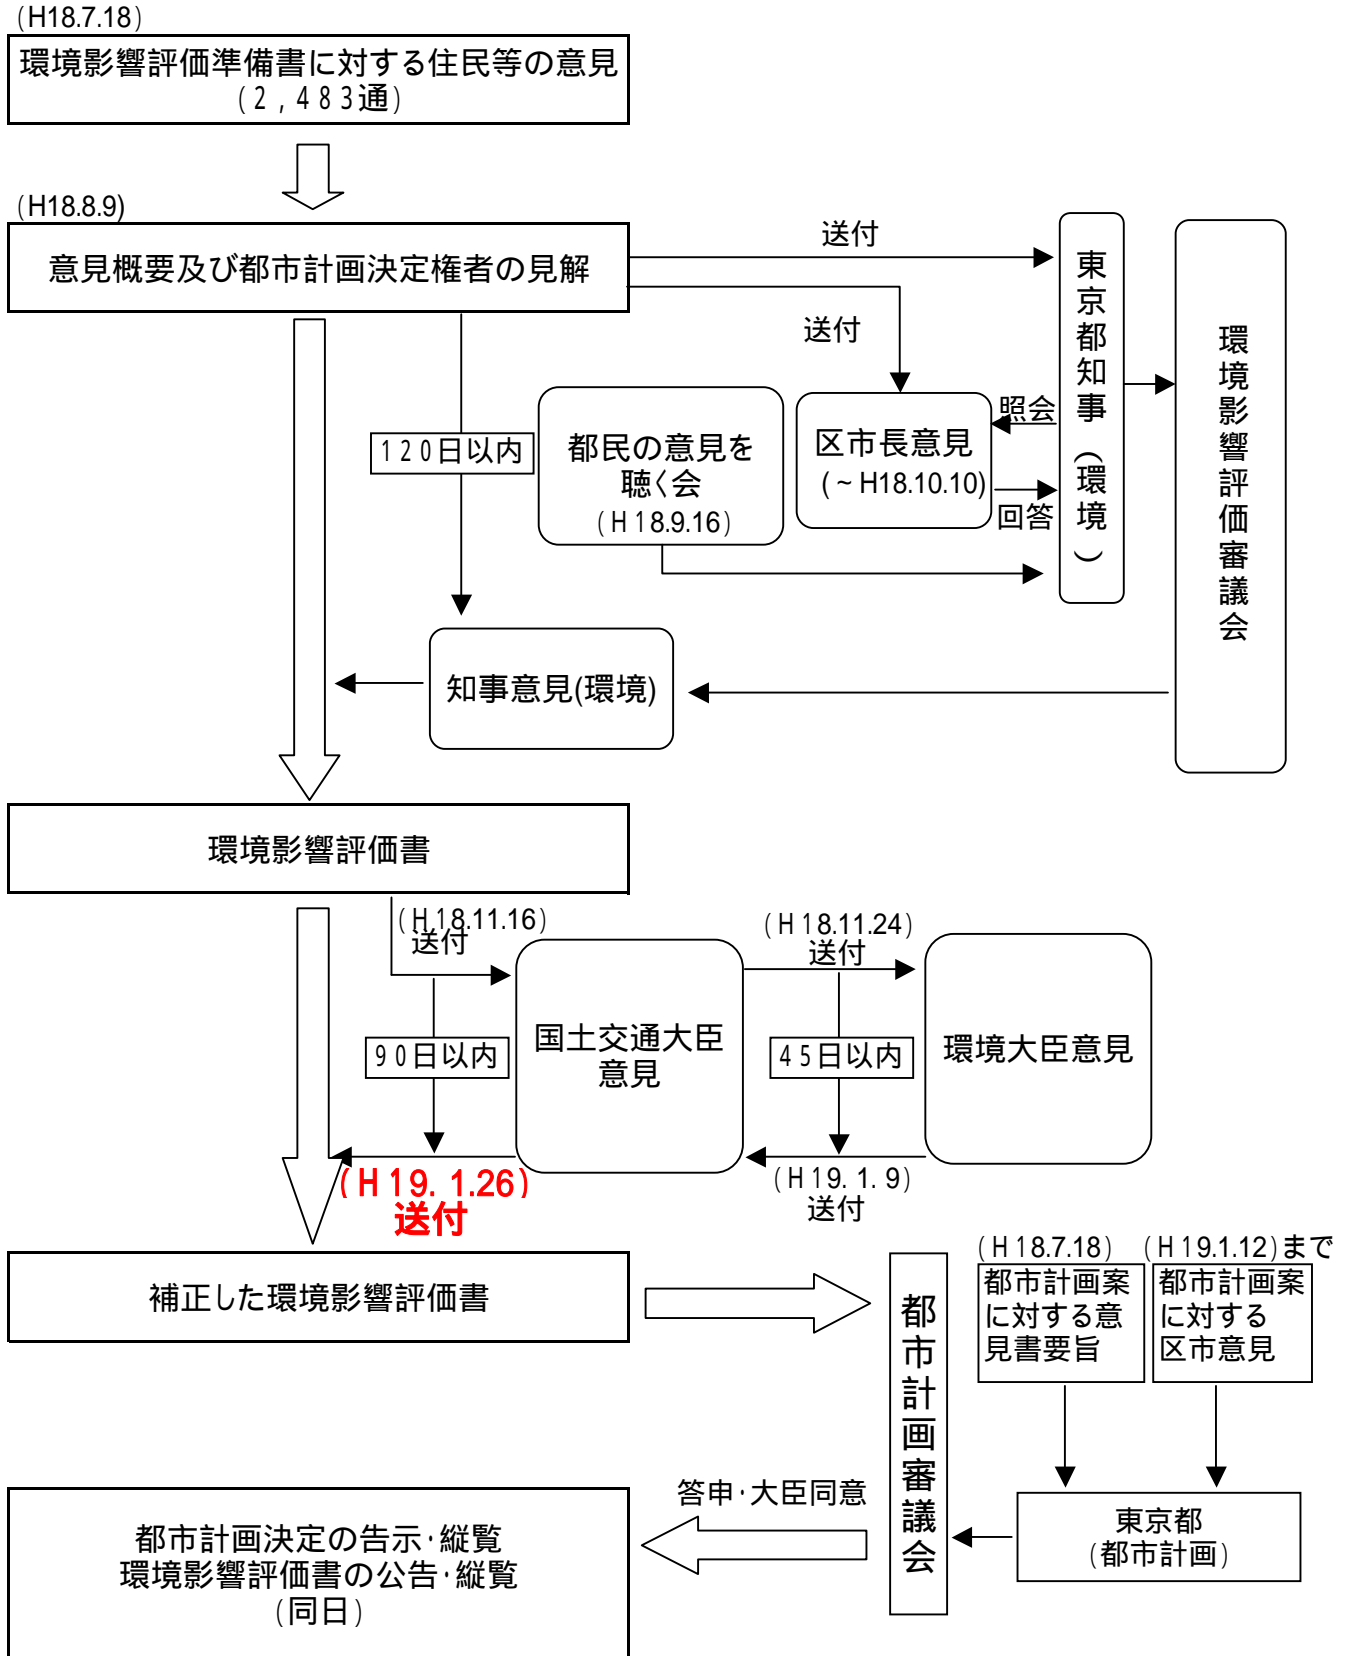 (H18.7.18)
環境影響評価準備書に対する住民等の意見
(2,483通)
(H18.8.9)
意見概要及び都市計画決定権者の見解
送付
送付
東京都知事(環境)
環境影響評価審議会
照会
120日以内
都民の意見を
聴く会
(H18.9.16)
区市長意見
(~H18.10.10)
回答
知事意見(環境)
環境影響評価書
(H18.11.16)
送付
(H18.11.24)
送付
90日以内
国土交通大臣
意見
45日以内
環境大臣意見
(H19.1.26)
送付
(H19.1.9)
送付
補正した環境影響評価書
都市計画審議会
(H18.7.18)
都市計画案
に対する意
見書要旨
(H19.1.12)まで
都市計画案
に対する
区市意見
答申・大臣同意
東京都
(都市計画)
都市計画決定の告示・縦覧
環境影響評価書の公告・縦覧
(同日)